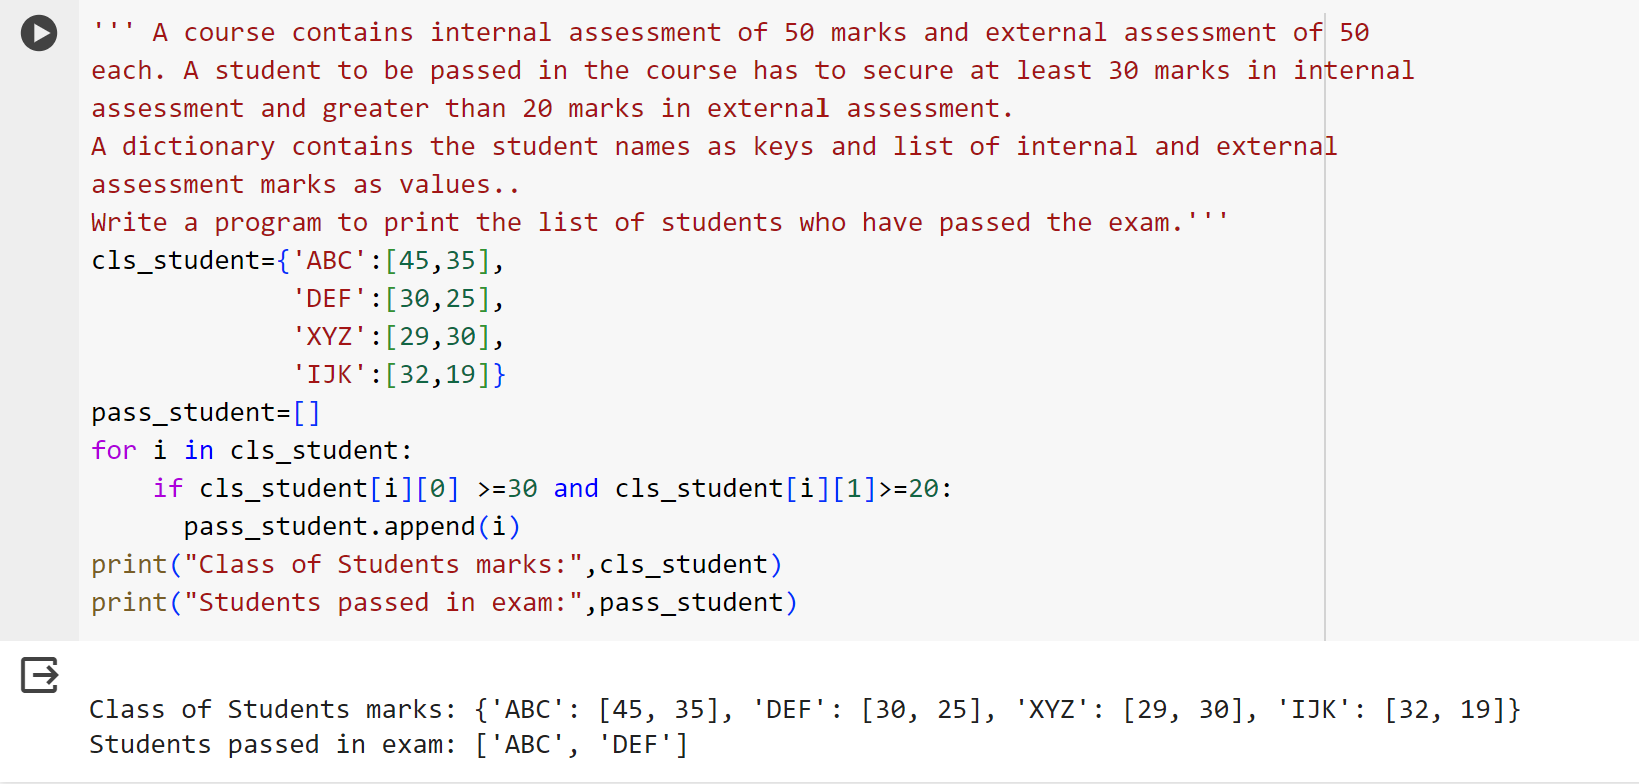 ''' A course contains internal assessment of 50 marks and external assessment of 50
each. A student to be passed in the course has to secure at least 30 marks in internal
assessment and greater than 20 marks in external assessment.
A dictionary contains the student names as keys and list of internal and external
assessment marks as values..
Write a program to print the list of students who have passed the exam.'''
cls_student={'ABC':[45,35],
             'DEF':[30,25],
             'XYZ':[29,30],
             'IJK':[32,19]}
pass_student=[]
for i in cls_student:
    if cls_student[i][0] >=30 and cls_student[i][1]>=20:
      pass_student.append(i)
print("Class of Students marks:",cls_student)
print("Students passed in exam:",pass_student)
Class of Students marks: {'ABC': [45, 35], 'DEF': [30, 25], 'XYZ': [29, 30], 'IJK': [32, 19]}
Students passed in exam: ['ABC', 'DEF']